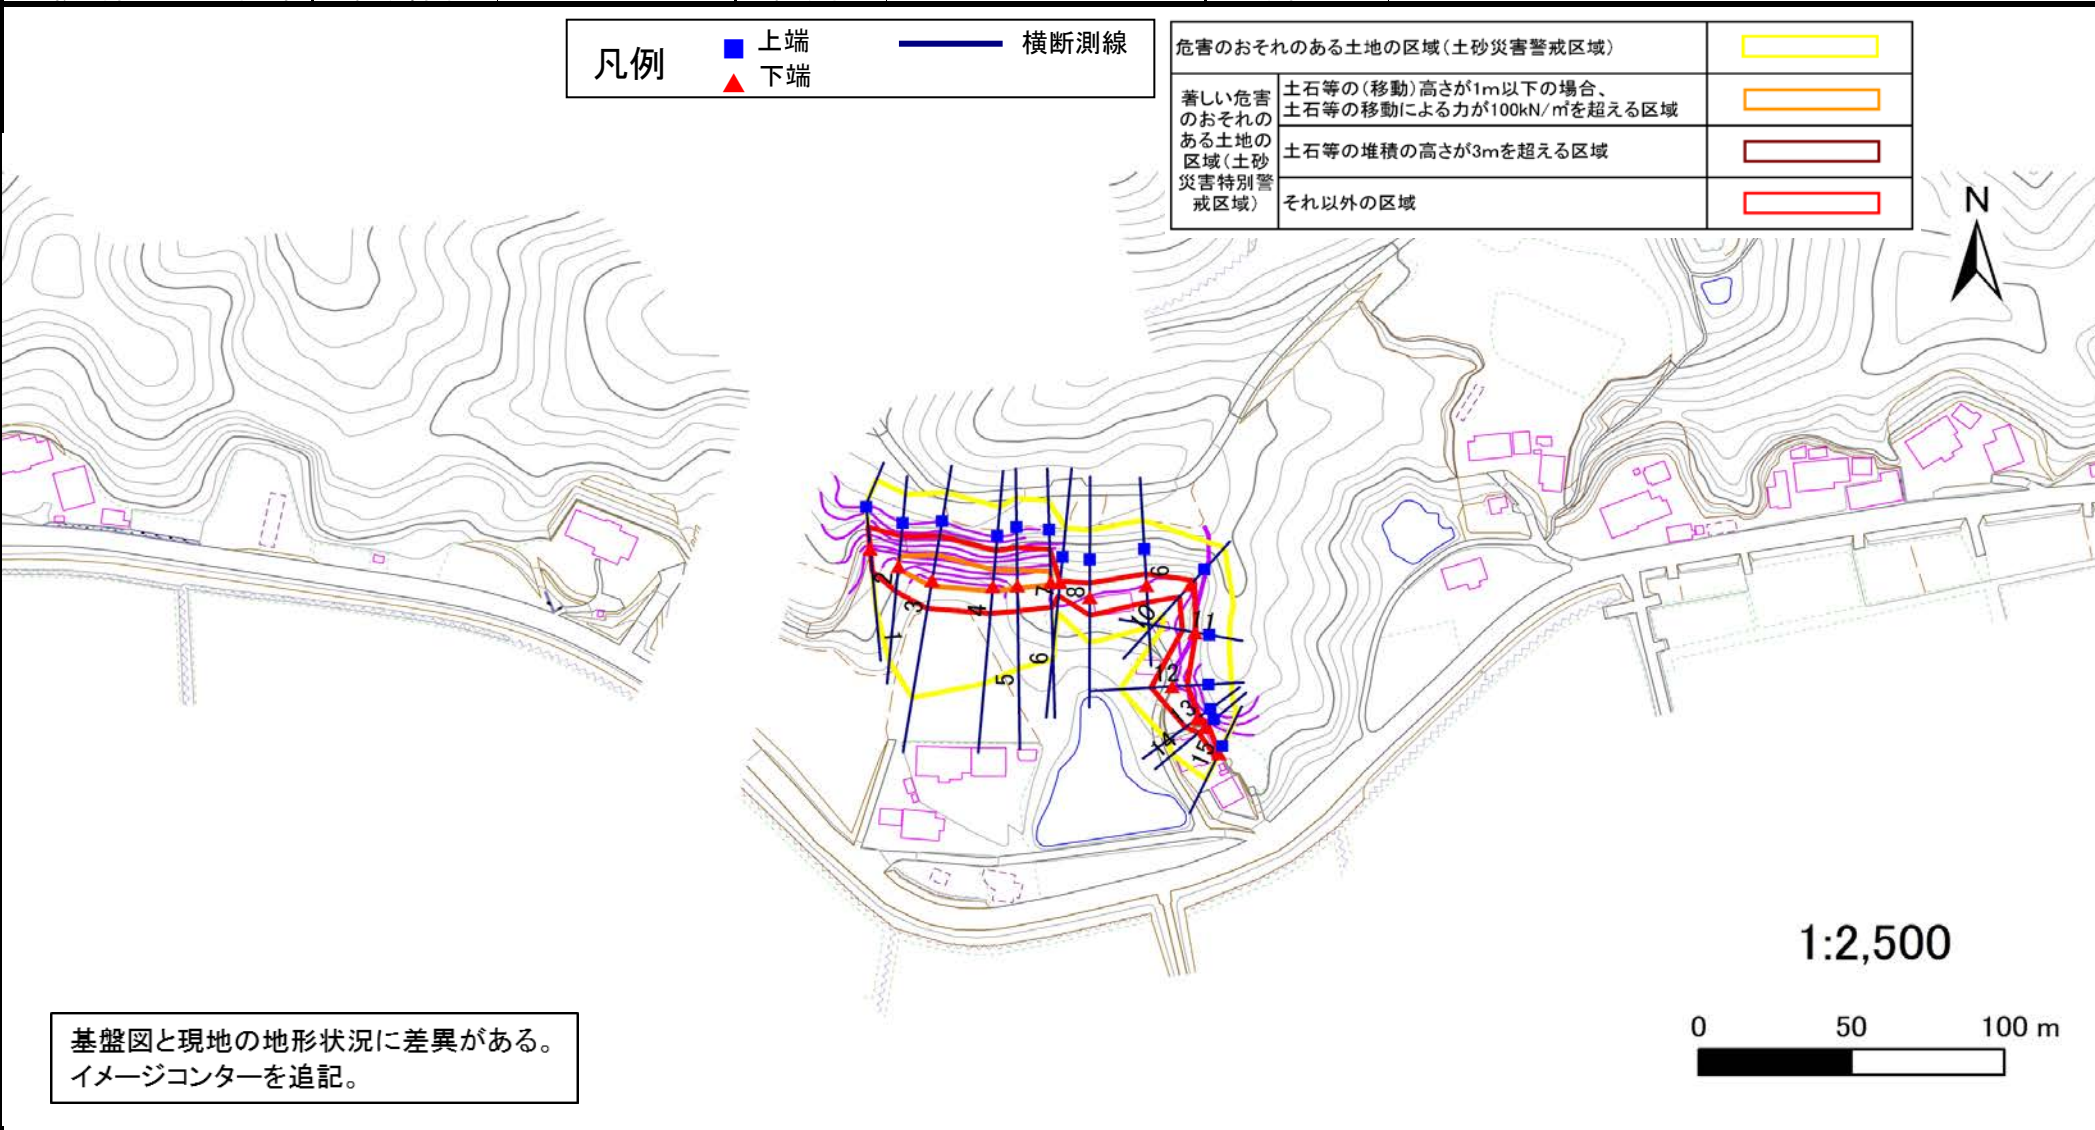 凡例
上端
下端
横断測線
危害のおそれのある土地の区域(土砂災害警戒区域)
著しい危害
のおそれの
ある土地の
区域(土砂
災害特別警
戒区域)
土石等の(移動)高さが1m以下の場合、
土石等の移動による力が100kN/㎡を超える区域
土石等の堆積の高さが3mを超える区域
それ以外の区域
N
1
2
3
4
5
6
7
8
9
10
11
12
13
14
15
1:2,500
0 50 100 m
基盤図と現地の地形状況に差異がある。
イメージコンターを追記。